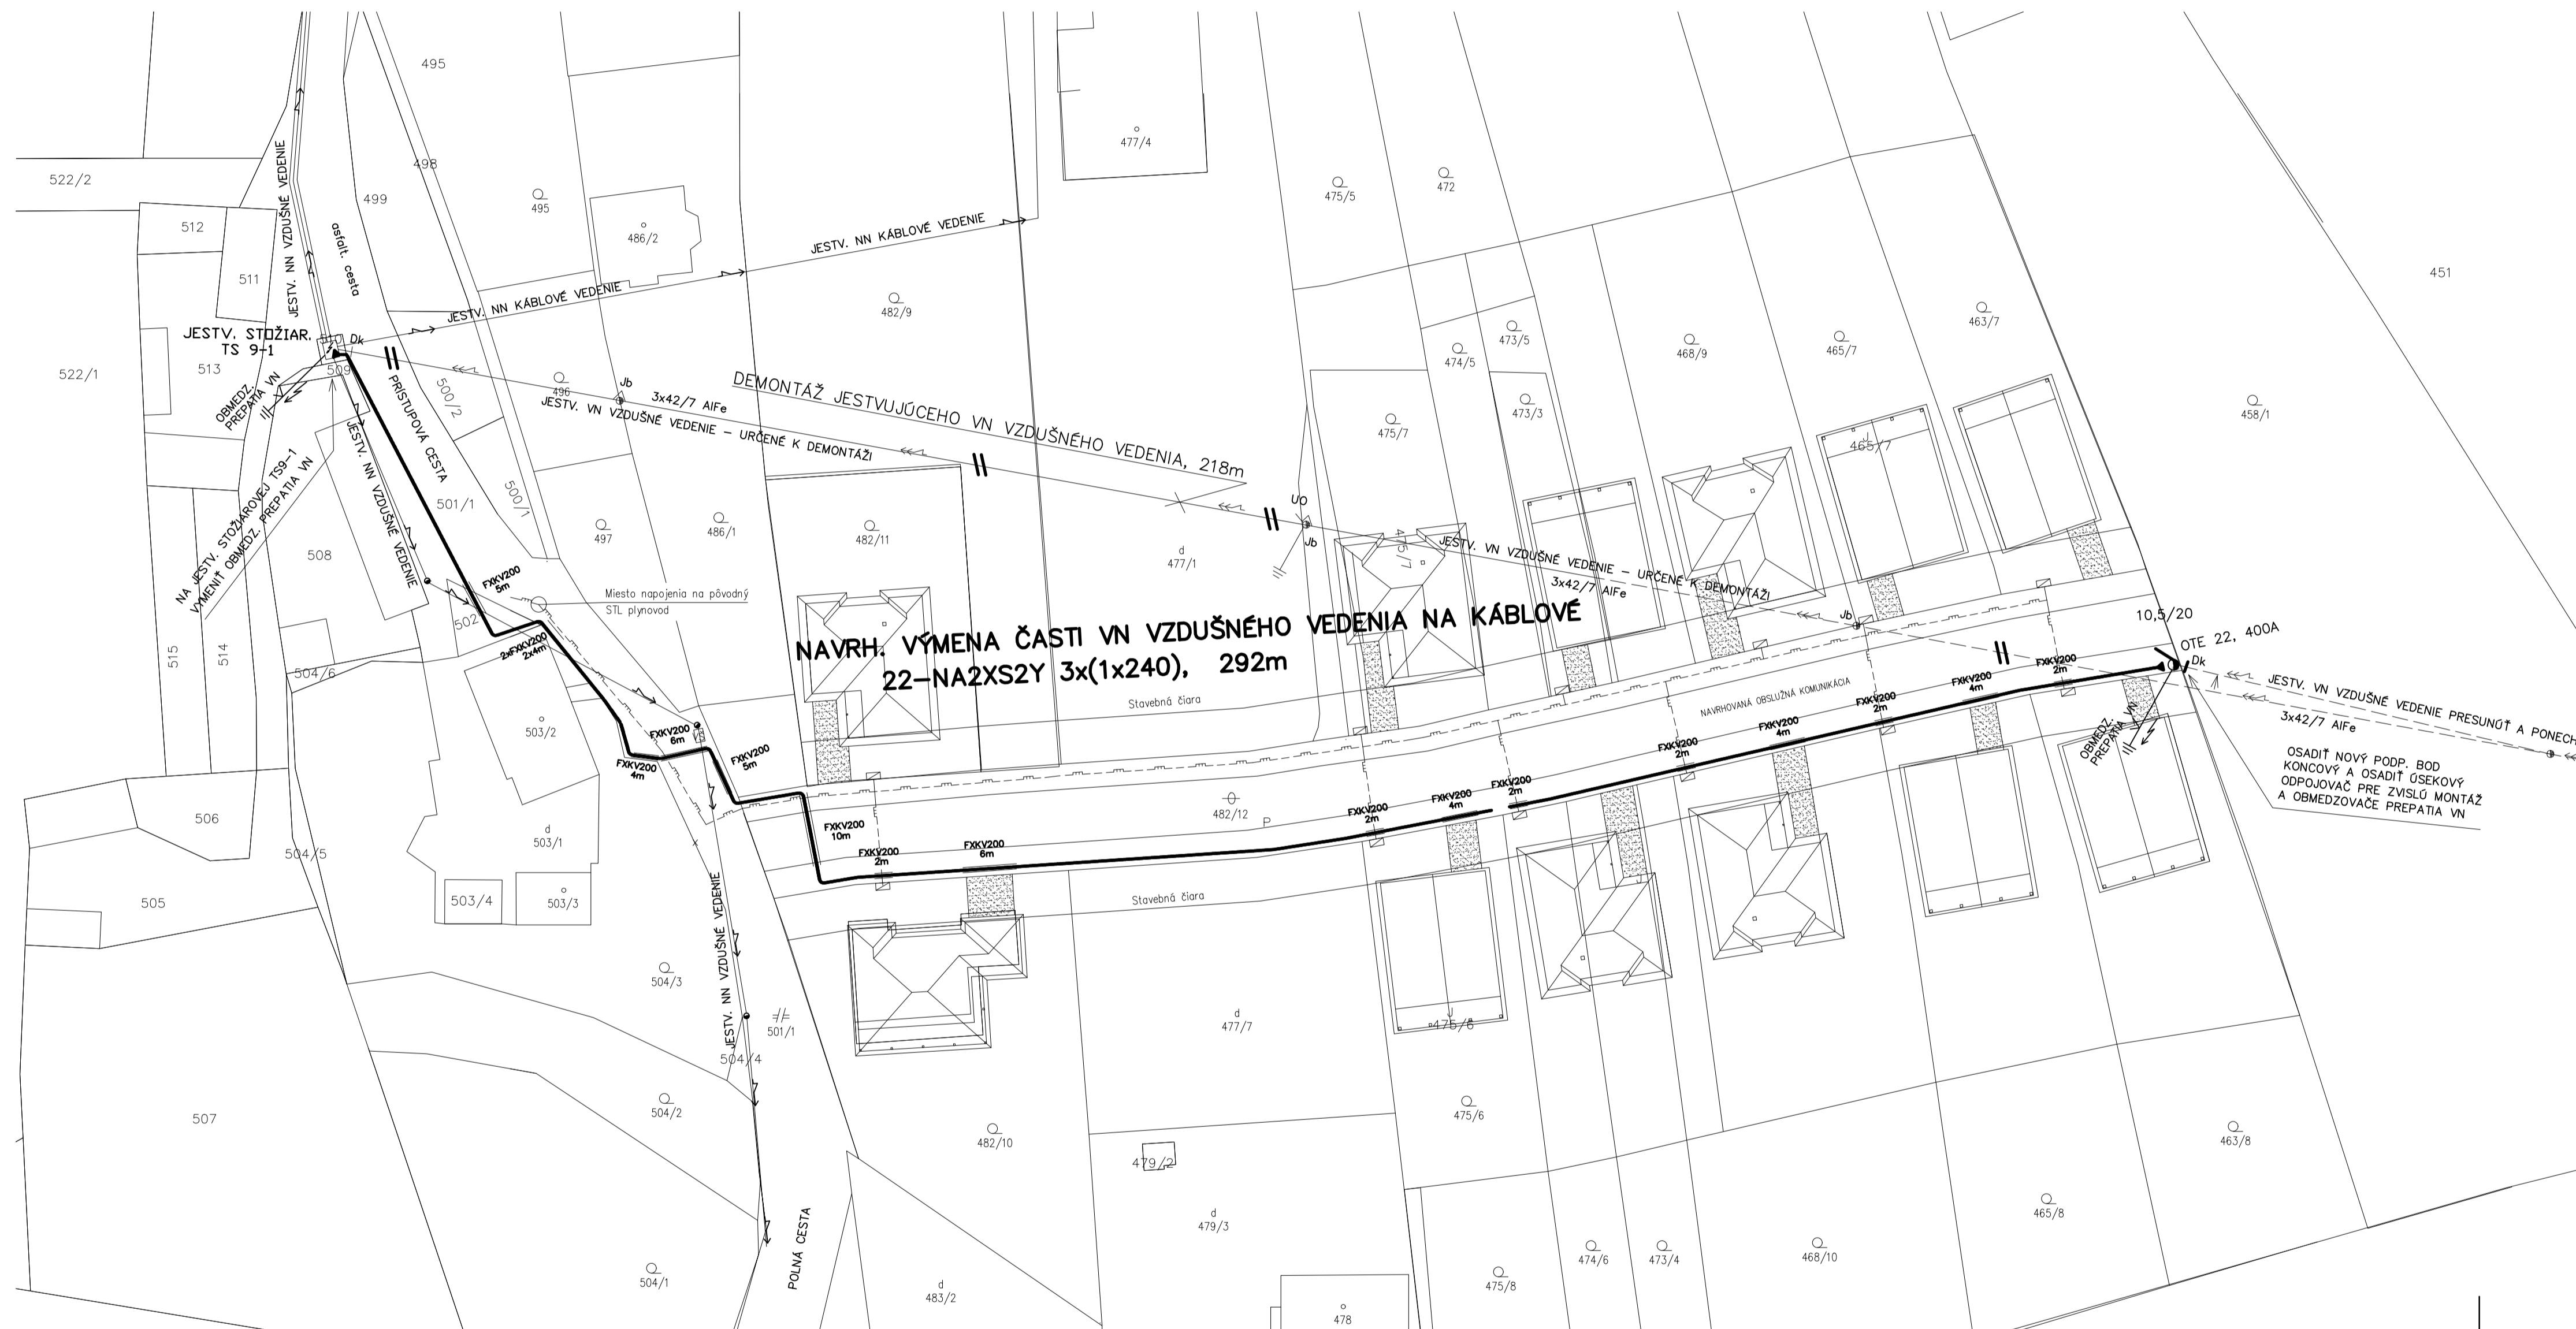 495
498
499
522/2
512
511
513
522/1
509
JESTV. NN VZDUŠNÉ VEDENIE
asfalt. cesta
JESTV. STOŽIAR.
TS 9-1
Dk
OBMEDZ.
PREPATIA VN
NA JESTV. STOŽIAROVEJ TS9-1
VYMENIŤ OBMEDZ. PREPATIA VN
PRÍSTUPOVÁ CESTA
JESTV. NN VZDUŠNÉ VEDENIE
JESTV. NN KÁBLOVÉ VEDENIE
JESTV. NN KÁBLOVÉ VEDENIE
495
486/2
477/4
482/9
475/5
472
451
496
Jb
3x42/7 AlFe
JESTV. VN VZDUŠNÉ VEDENIE – URČENÉ K DEMONTÁŽI
DEMONTÁŽ JESTVUJÚCEHO VN VZDUŠNÉHO VEDENIA, 218m
500/2
500/1
501/1
497
486/1
482/11
477/1
UO
Jb
475/7
475/7
474/5
473/5
473/3
468/9
465/7
465/7
463/7
458/1
JESTV. VN VZDUŠNÉ VEDENIE – URČENÉ K DEMONTÁŽI
3x42/7 AlFe
Jb
508
515
514
502
504/6
FXKV200
5m
Miesto napojenia na pôvodný
STL plynovod
2xFXKV200
2x4m
NAVRH. VÝMENA ČASTI VN VZDUŠNÉHO VEDENIA NA KÁBLOVÉ
22-NA2XS2Y 3x(1x240), 292m
10,5/20
OTE 22, 400A
Dk
JESTV. VN VZDUŠNÉ VEDENIE PRESUNÚŤ A PONECH
3x42/7 AlFe
OSADIŤ NOVÝ PODP. BOD
KONCOVÝ A OSADIŤ ÚSEKOVÝ
ODPOJOVAČ PRE ZVISLÚ MONTÁŽ
A OBMEDZOVAČE PREPATIA VN
OBMEDZ.
PREPATIA VN
Stavebná čiara
NAVRHOVANÁ OBSLUŽNÁ KOMUNIKÁCIA
503/2
FXKV200
6m
FXKV200
4m
FXKV200
5m
FXKV200
10m
FXKV200
2m
FXKV200
6m
FXKV200
2m
FXKV200
4m
FXKV200
2m
FXKV200
2m
FXKV200
4m
FXKV200
2m
FXKV200
4m
FXKV200
2m
482/12
P
Stavebná čiara
506
504/5
505
503/1
503/4
503/3
JESTV. NN VZDUŠNÉ VEDENIE
504/3
501/1
504/4
507
504/2
504/1
482/10
477/7
J
475/6
J
475/6
479/2
479/3
483/2
478
475/8
474/6
473/4
468/10
465/8
463/8
POLNÁ CESTA